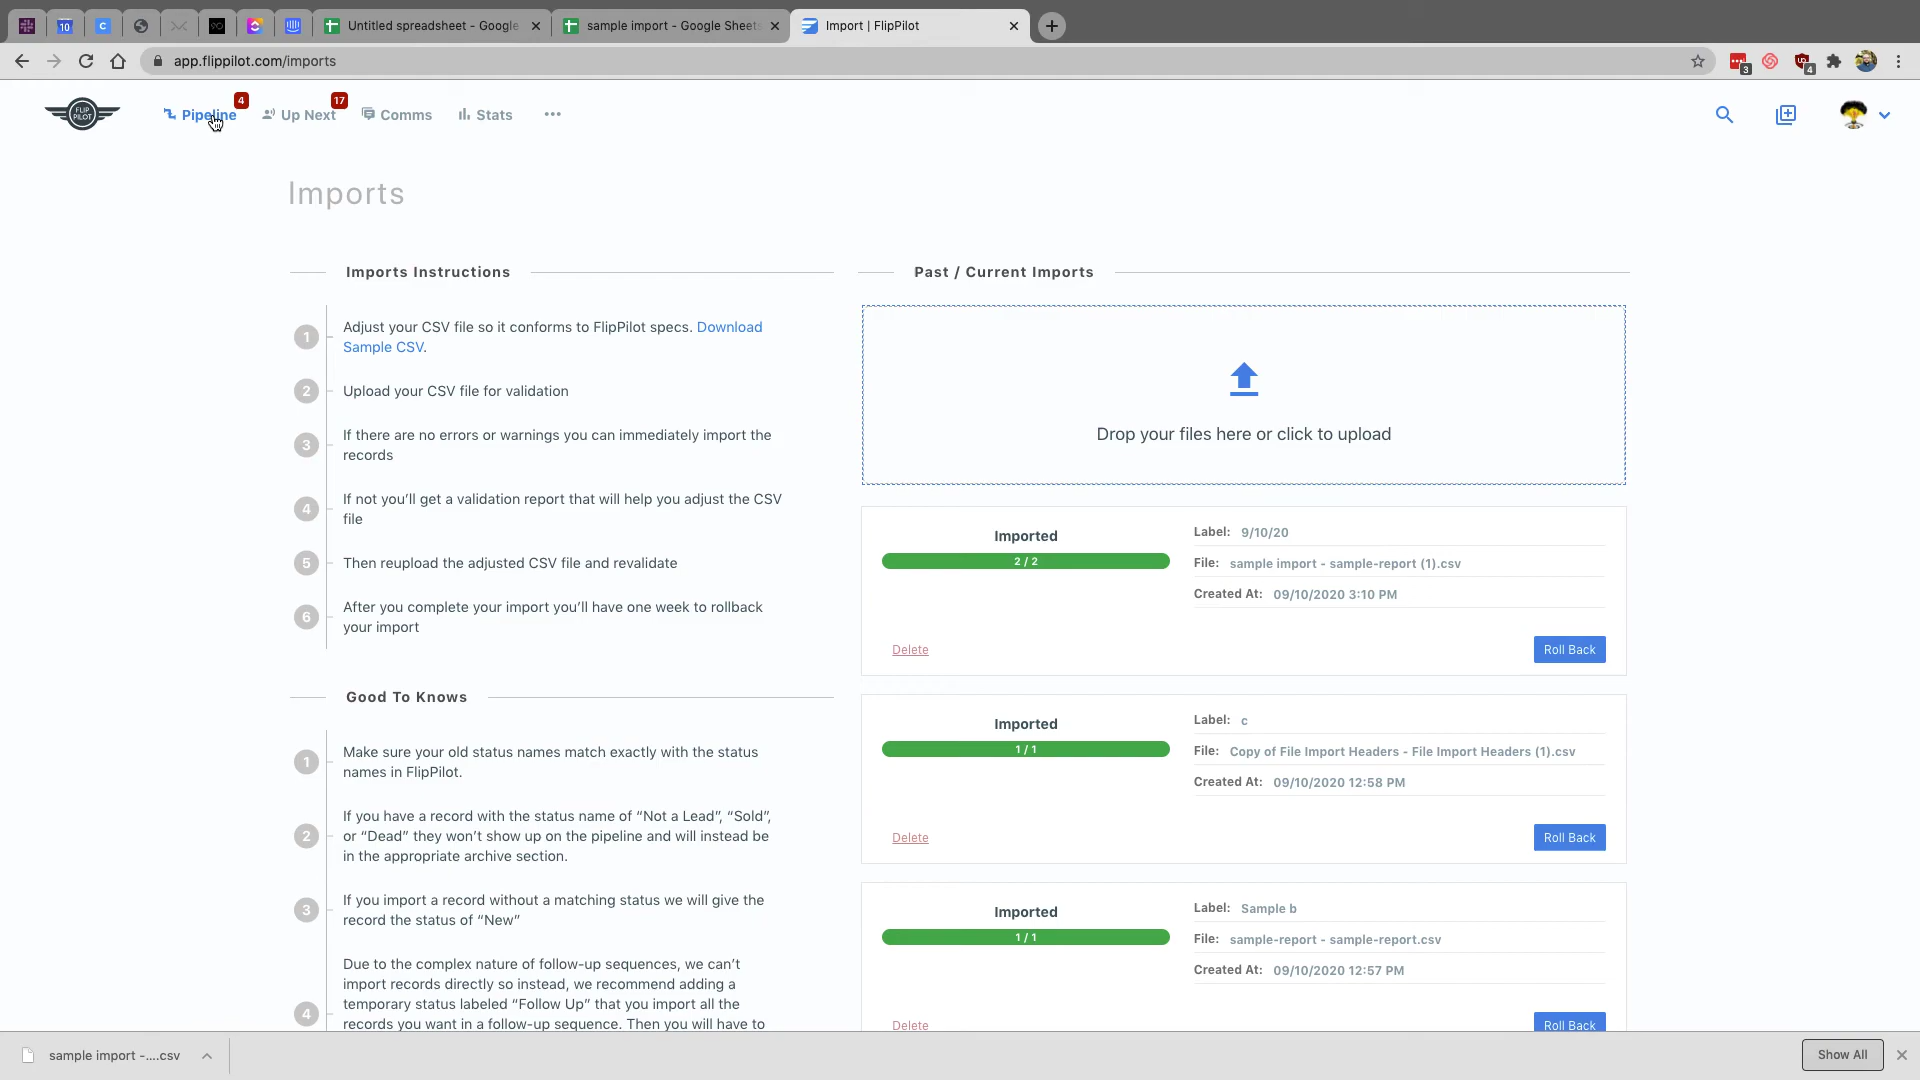 10
C
Untitled spreadsheet - Google
sample import - Google Sheets
Import | FlipPilot
app.flippilot.com/imports
3
4
FLIP
PILOT
Pipeline
4
Up Next
17
Comms
Stats
Imports
Imports Instructions
1
Adjust your CSV file so it conforms to FlipPilot specs. Download
Sample CSV.
2
Upload your CSV file for validation
3
If there are no errors or warnings you can immediately import the
records
4
If not you’ll get a validation report that will help you adjust the CSV
file
5
Then reupload the adjusted CSV file and revalidate
6
After you complete your import you’ll have one week to rollback
your import
Good To Knows
1
Make sure your old status names match exactly with the status
names in FlipPilot.
2
If you have a record with the status name of “Not a Lead”, “Sold”,
or “Dead” they won’t show up on the pipeline and will instead be
in the appropriate archive section.
3
If you import a record without a matching status we will give the
record the status of “New”
4
Due to the complex nature of follow-up sequences, we can’t
import records directly so instead, we recommend adding a
temporary status labeled “Follow Up” that you import all the
records you want in a follow-up sequence. Then you will have to
Past / Current Imports
Drop your files here or click to upload
Imported
2 / 2
Label: 9/10/20
File: sample import - sample-report (1).csv
Created At: 09/10/2020 3:10 PM
Delete
Roll Back
Imported
1 / 1
Label: c
File: Copy of File Import Headers - File Import Headers (1).csv
Created At: 09/10/2020 12:58 PM
Delete
Roll Back
Imported
1 / 1
Label: Sample b
File: sample-report - sample-report.csv
Created At: 09/10/2020 12:57 PM
Delete
Roll Back
sample import -....csv
Show All